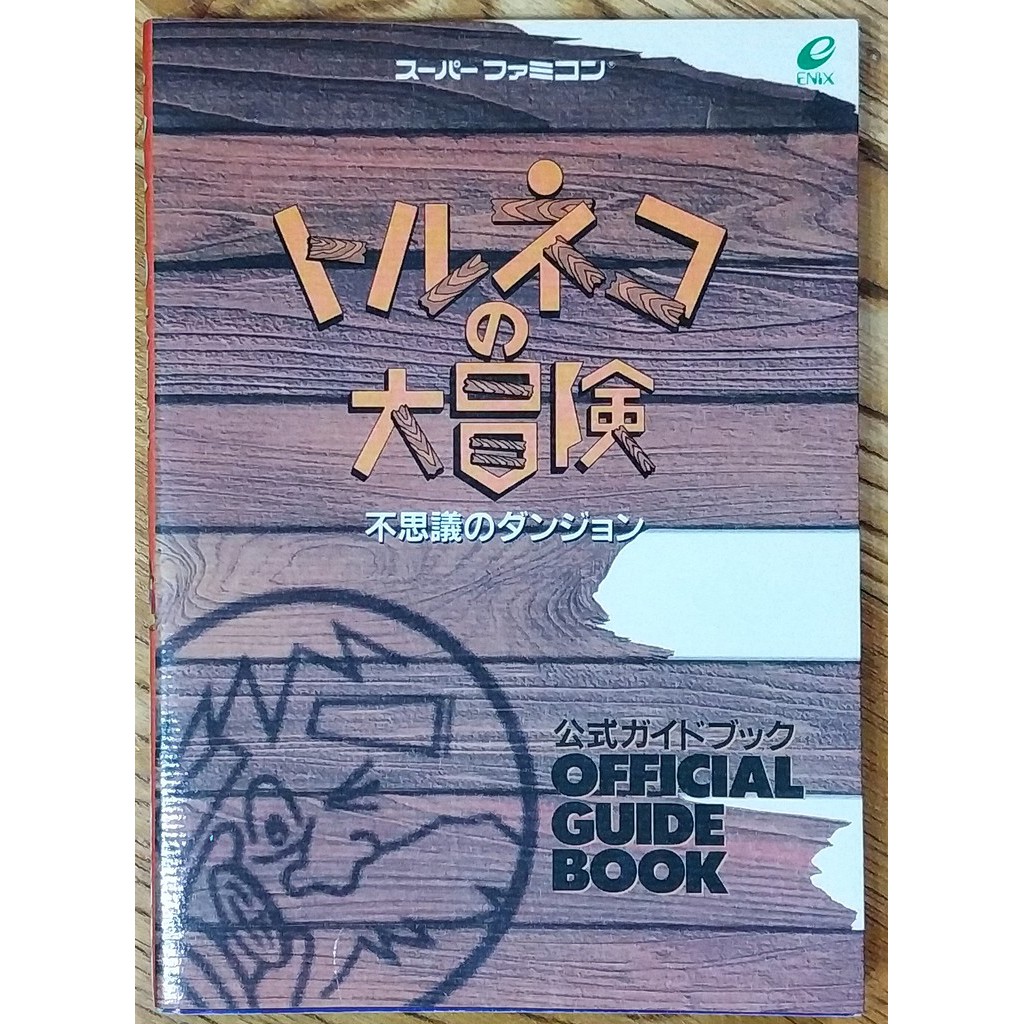 スーパーファミコン®
ENIX
トルネコ
の
大冒険
不思議のダンジョン
公式ガイドブック
OFFICIAL
GUIDE
BOOK